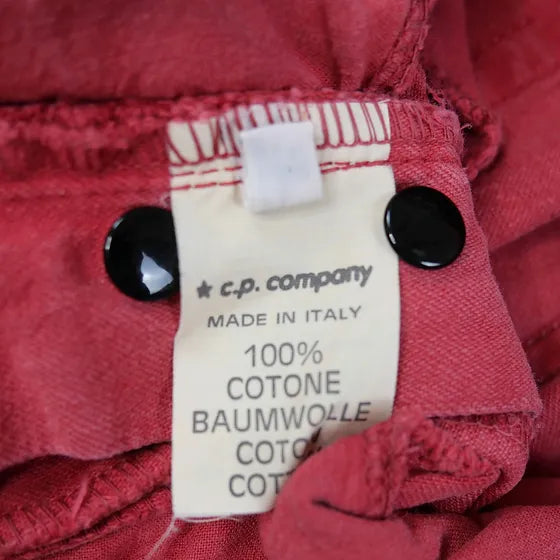 ★ c.p. company
MADE IN ITALY
100%
COTONE
BAUMWOLLE